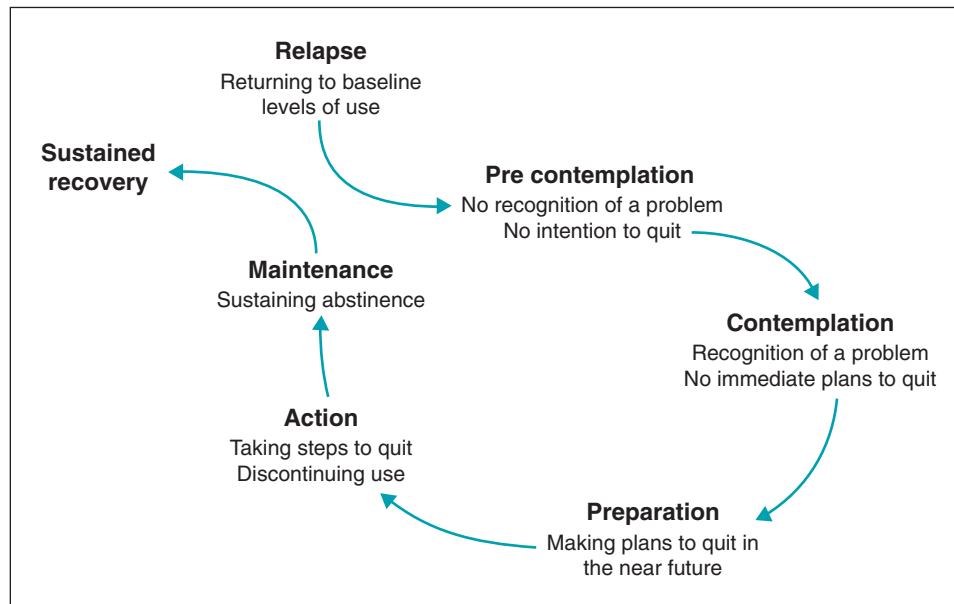 Relapse
Returning to baseline
levels of use
Sustained
recovery
Pre contemplation
No recognition of a problem
No intention to quit
Maintenance
Sustaining abstinence
Contemplation
Recognition of a problem
No immediate plans to quit
Action
Taking steps to quit
Discontinuing use
Preparation
Making plans to quit in
the near future